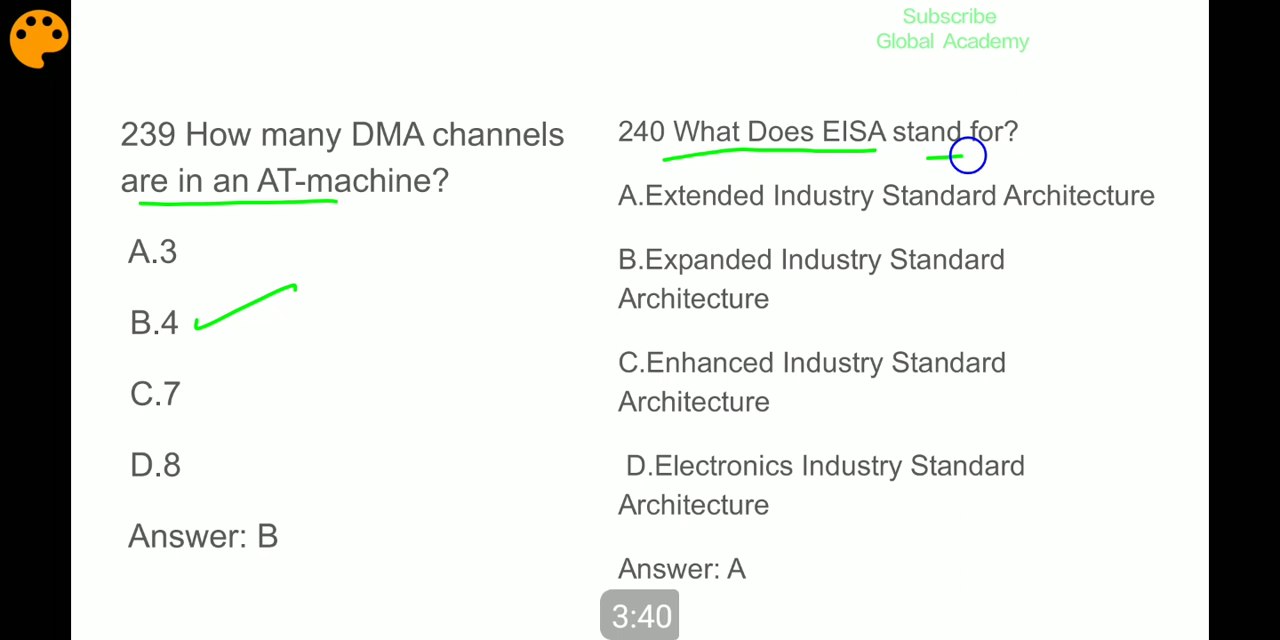 Subscribe
Global Academy
239 How many DMA channels
are in an AT-machine?
A.3
B.4
C.7
D.8
Answer: B
240 What Does EISA stand for?
A.Extended Industry Standard Architecture
B.Expanded Industry Standard
Architecture
C.Enhanced Industry Standard
Architecture
D.Electronics Industry Standard
Architecture
Answer: A
3:40